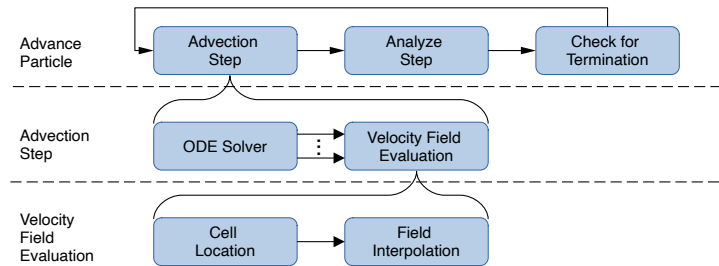 Advance
Particle
Advection
Step
Analyze
Step
Check for
Termination
Advection
Step
ODE Solver
Velocity Field
Evaluation
Velocity
Field
Evaluation
Cell
Location
Field
Interpolation